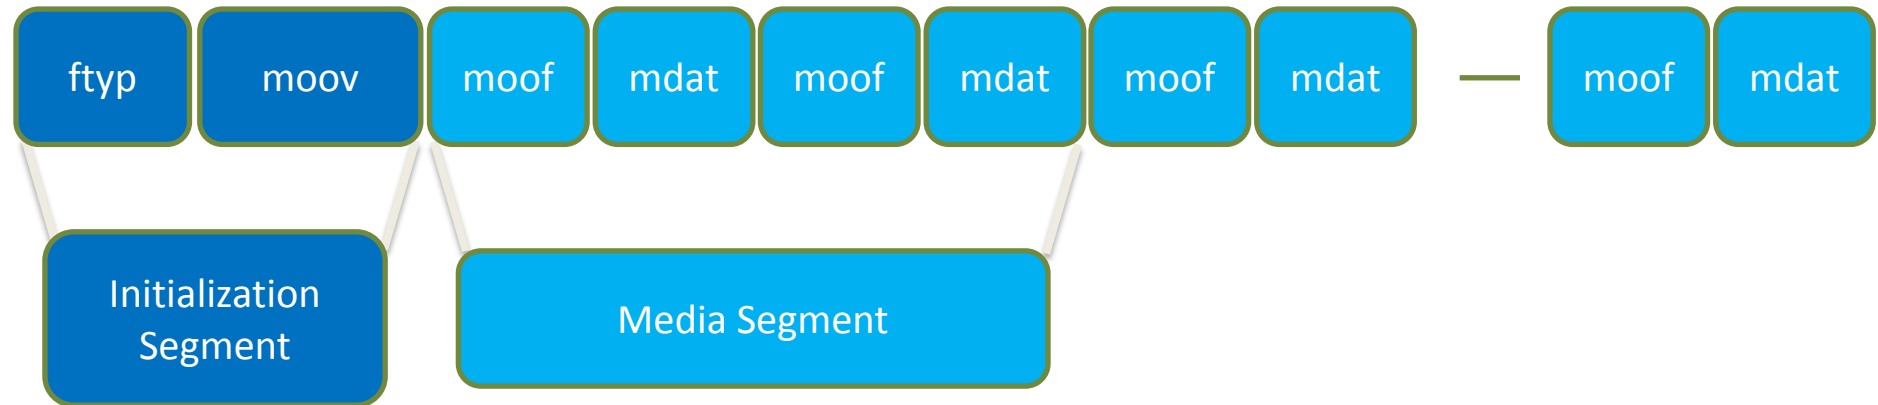 ftyp moov moof mdat moof mdat moof mdat moof mdat
Initialization
Segment
Media Segment